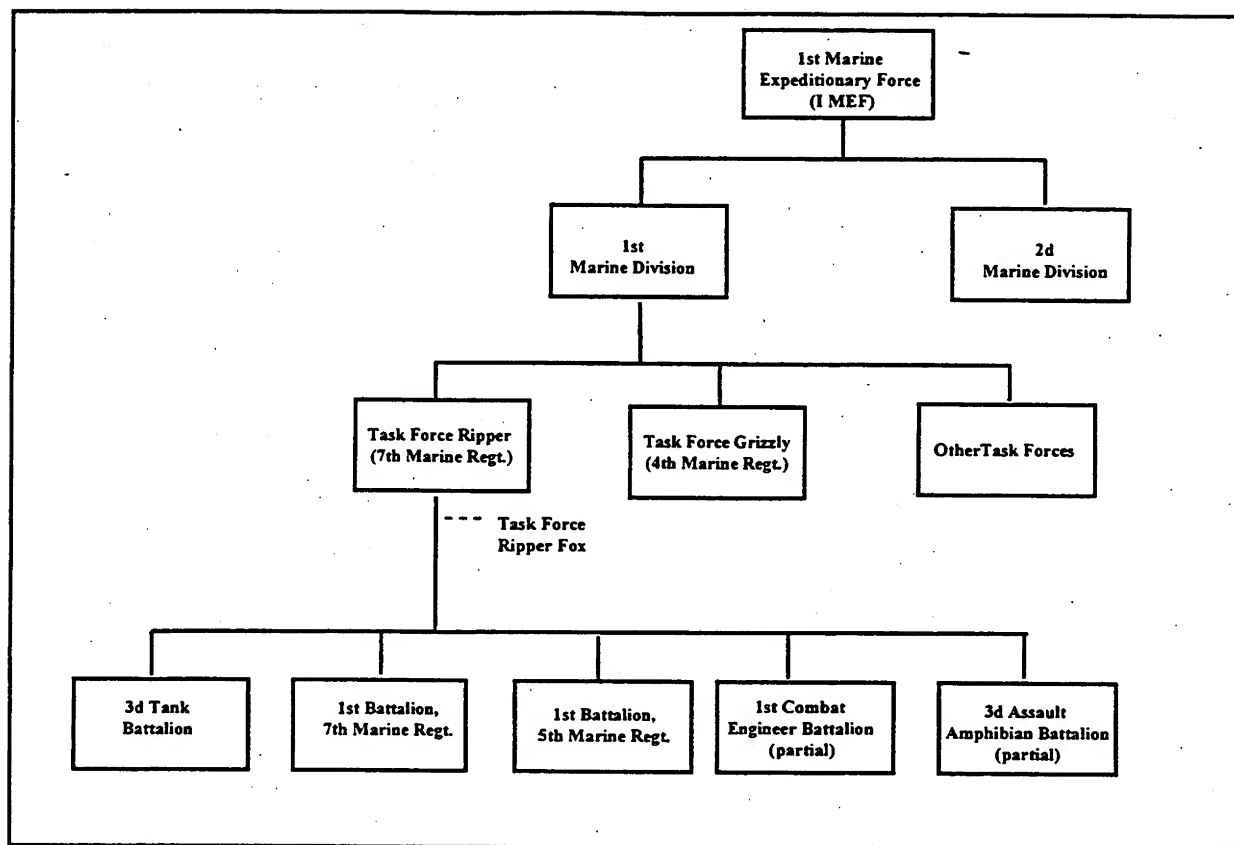 1st Marine
Expeditionary Force
(I MEF)
1st
Marine Division
2d
Marine Division
Task Force Ripper
(7th Marine Regt.)
Task Force Grizzly
(4th Marine Regt.)
OtherTask Forces
Task Force
Ripper Fox
3d Tank
Battalion
1st Battalion,
7th Marine Regt.
1st Battalion,
5th Marine Regt.
1st Combat
Engineer Battalion
(partial)
3d Assault
Amphibian Battalion
(partial)